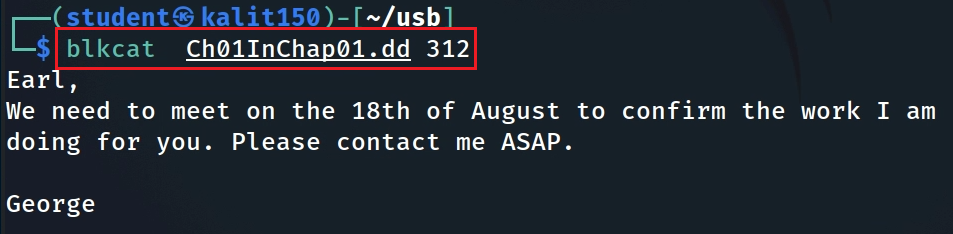 ┌──(student㉿kalit150)-[~/usb]
└─$ blkcat  Ch01InChap01.dd 312
Earl,
We need to meet on the 18th of August to confirm the work I am
doing for you. Please contact me ASAP.
George